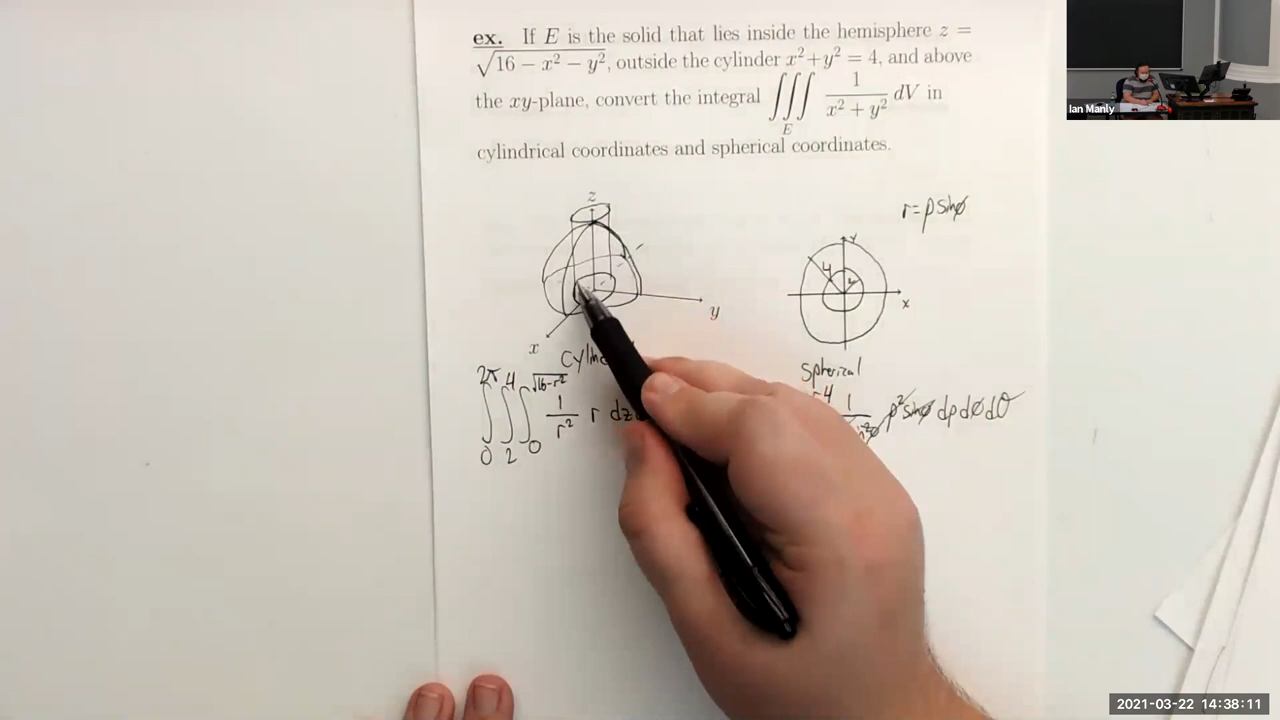 ex. If E is the solid that lies inside the hemisphere z =
√16 − x² − y², outside the cylinder x² + y² = 4, and above
the xy-plane, convert the integral ∭_E 1/(x² + y²) dV in
cylindrical coordinates and spherical coordinates.
Ian Manly
z
y
x
r = ρ sinφ
y
4
2
x
Spherical
2π 4 √16-r²
∫ ∫ ∫ 1/r² r dz
0 2 0
4
∫ 1 ρ² sinφ dρ dφ dθ
2021-03-22 14:38:11